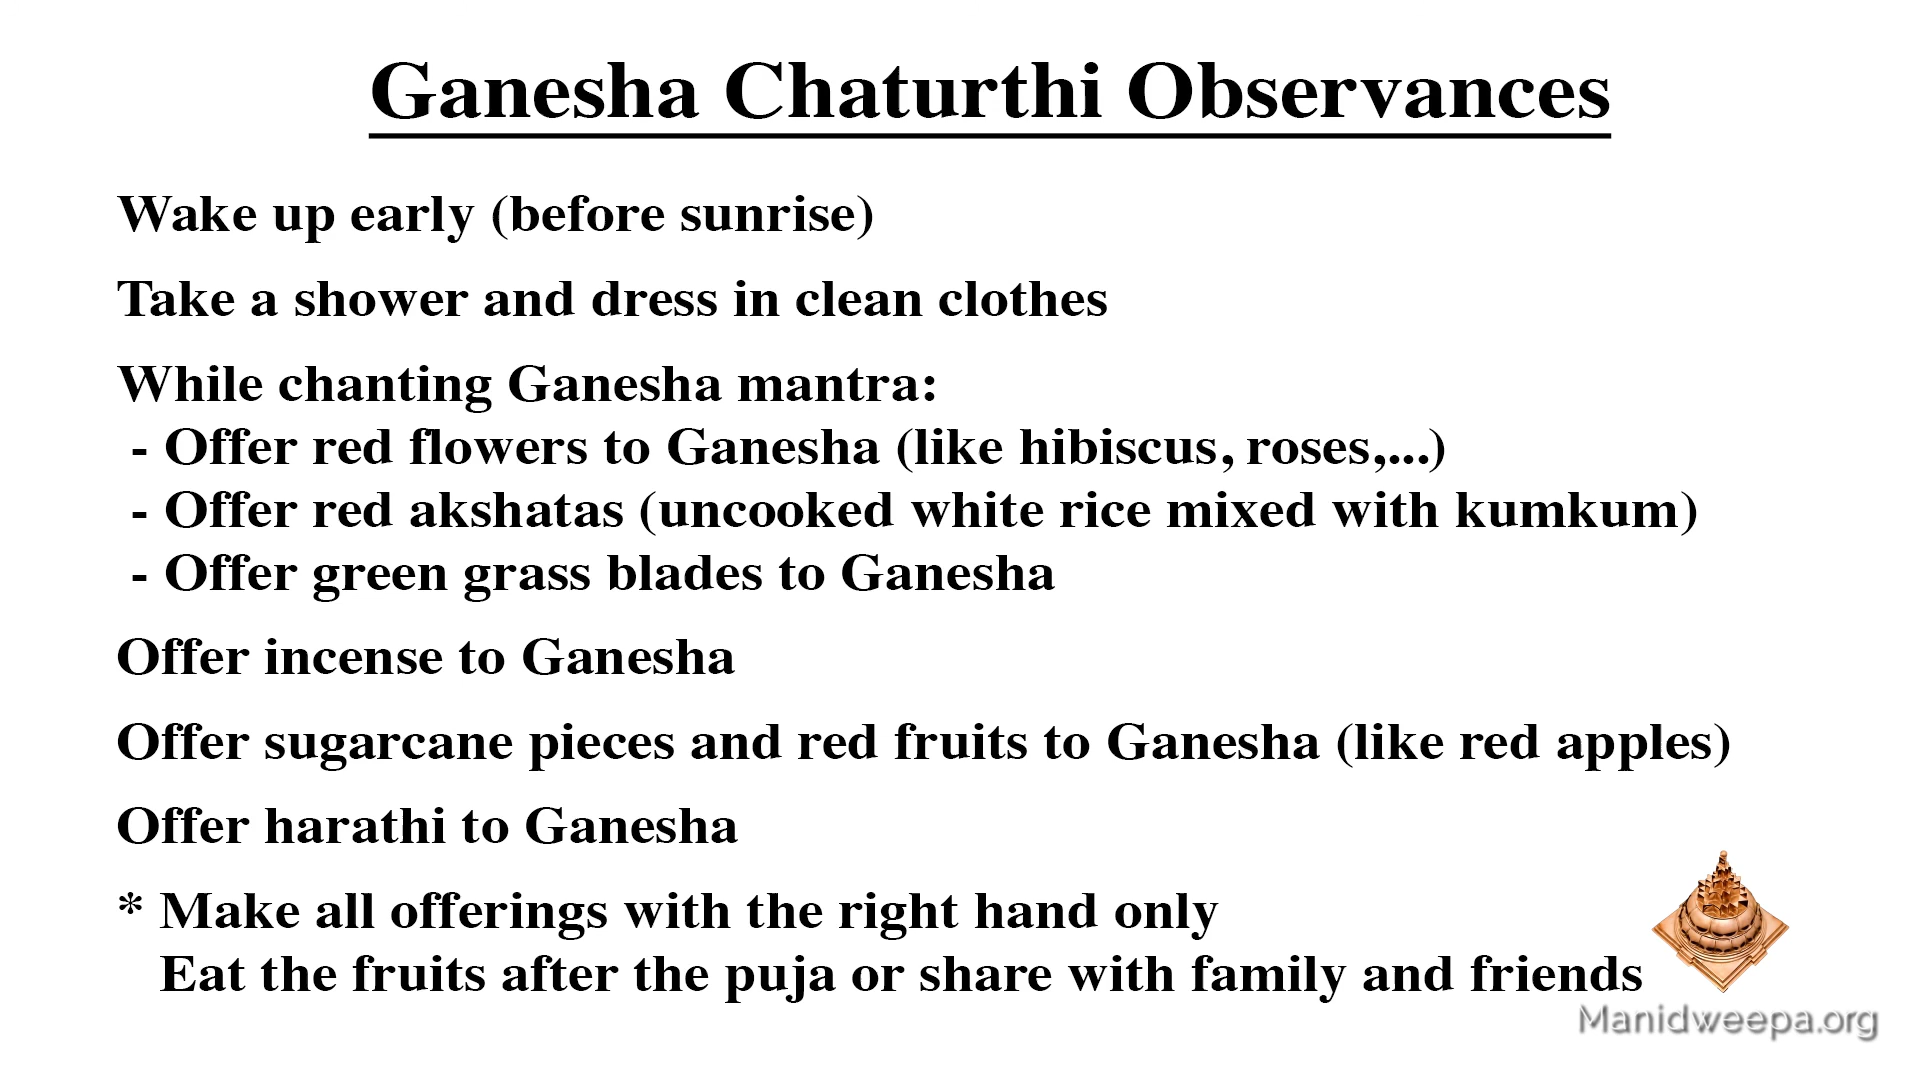 Ganesha Chaturthi Observances
Wake up early (before sunrise)
Take a shower and dress in clean clothes
While chanting Ganesha mantra:
- Offer red flowers to Ganesha (like hibiscus, roses,...)
- Offer red akshatas (uncooked white rice mixed with kumkum)
- Offer green grass blades to Ganesha
Offer incense to Ganesha
Offer sugarcane pieces and red fruits to Ganesha (like red apples)
Offer harathi to Ganesha
* Make all offerings with the right hand only
Eat the fruits after the puja or share with family and friends
Manidweepa.org